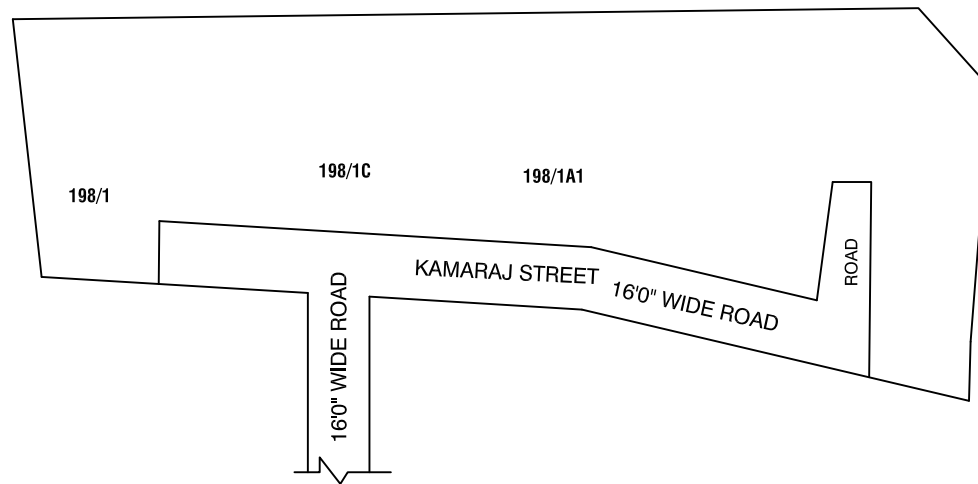 198/1
198/1C
198/1A1
KAMARAJ STREET
16'0" WIDE ROAD
ROAD
16'0" WIDE ROAD